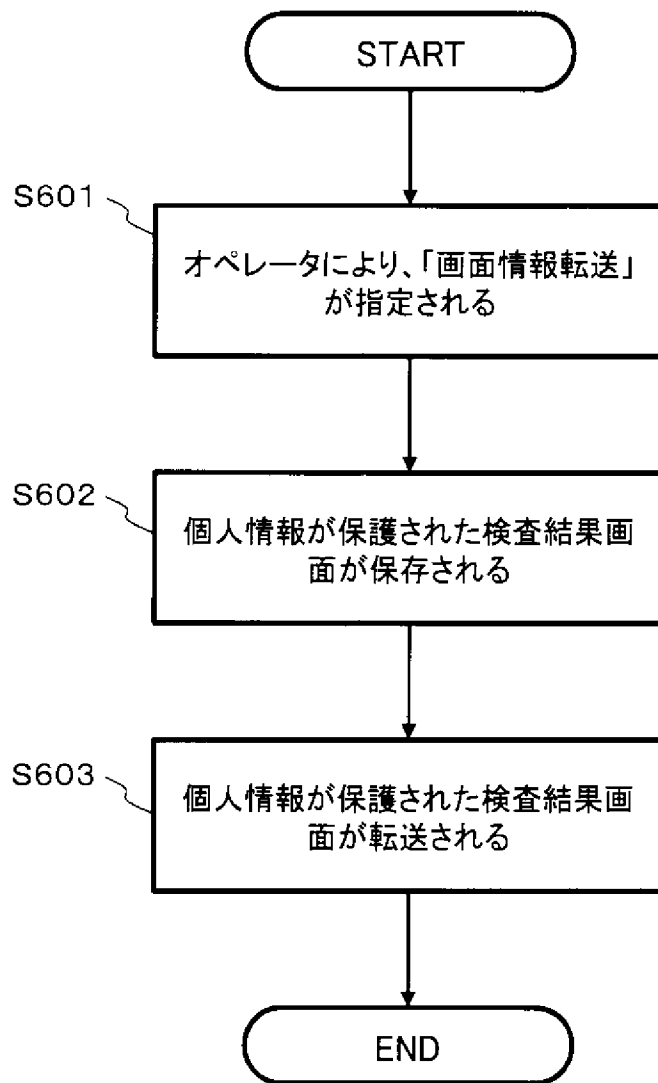 START
S601
オペレータにより、「画面情報転送」
が指定される
S602
個人情報が保護された検査結果画
面が保存される
S603
個人情報が保護された検査結果画
面が転送される
END